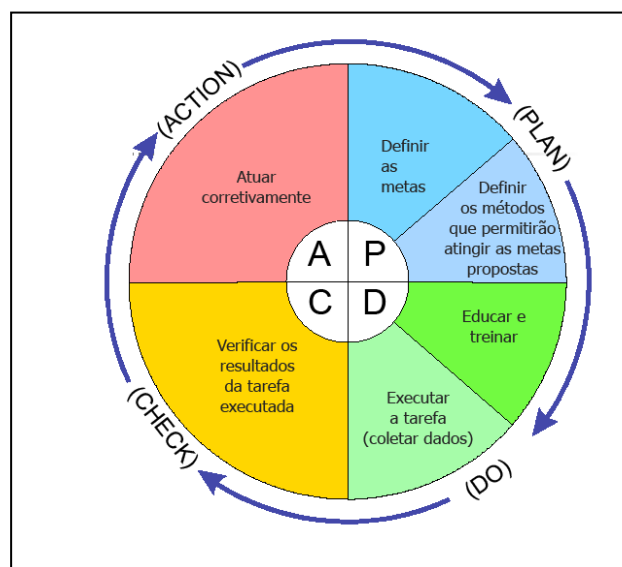 (ACTION)
(PLAN)
Definir
as
metas
Definir
os métodos
que permitirão
atingir as metas
propostas
Atuar
corretivamente
A
P
C
D
Educar e
treinar
Verificar os
resultados
da tarefa
executada
Executar
a tarefa
(coletar dados)
(CHECK)
(DO)